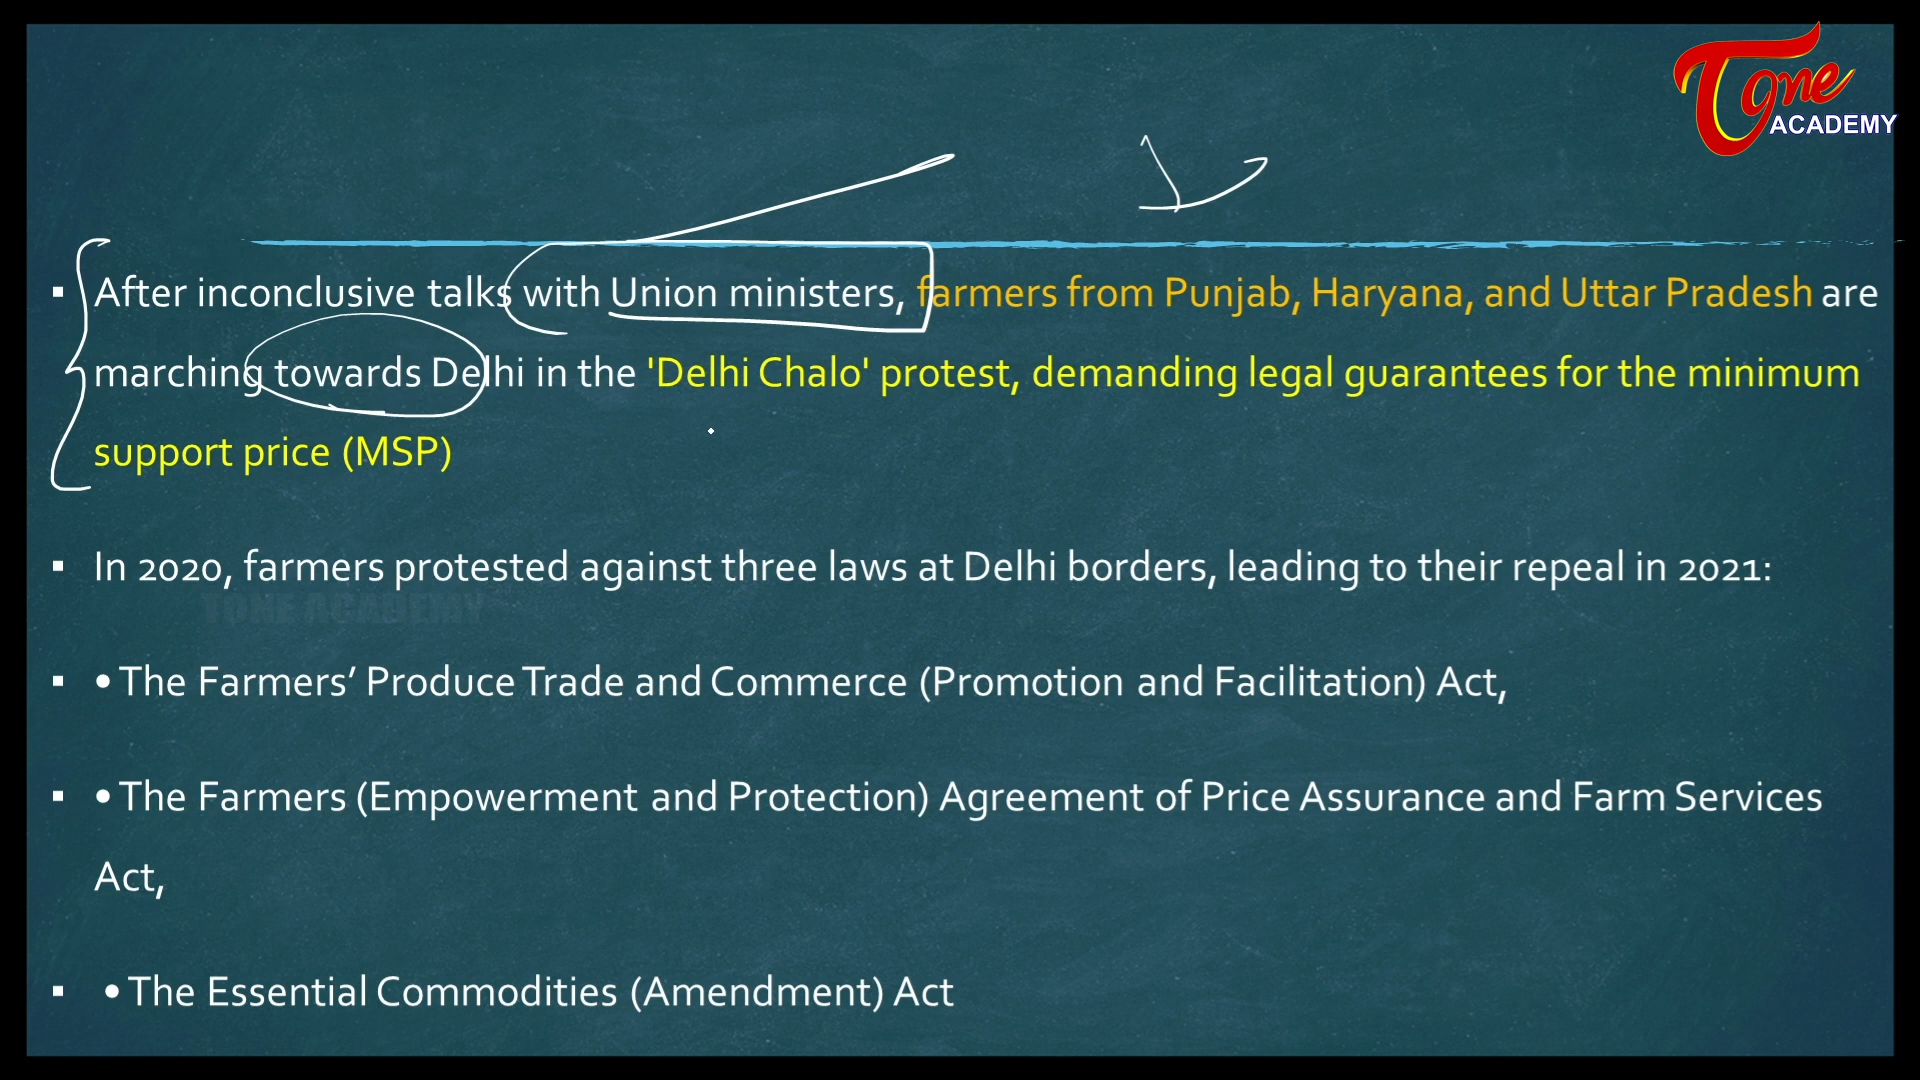 Tone
ACADEMY
▪ After inconclusive talks with Union ministers, farmers from Punjab, Haryana, and Uttar Pradesh are
marching towards Delhi in the 'Delhi Chalo' protest, demanding legal guarantees for the minimum
support price (MSP)
▪ In 2020, farmers protested against three laws at Delhi borders, leading to their repeal in 2021:
TONE ACADEMY
▪ • The Farmers’ Produce Trade and Commerce (Promotion and Facilitation) Act,
▪ • The Farmers (Empowerment and Protection) Agreement of Price Assurance and Farm Services
Act,
▪ • The Essential Commodities (Amendment) Act